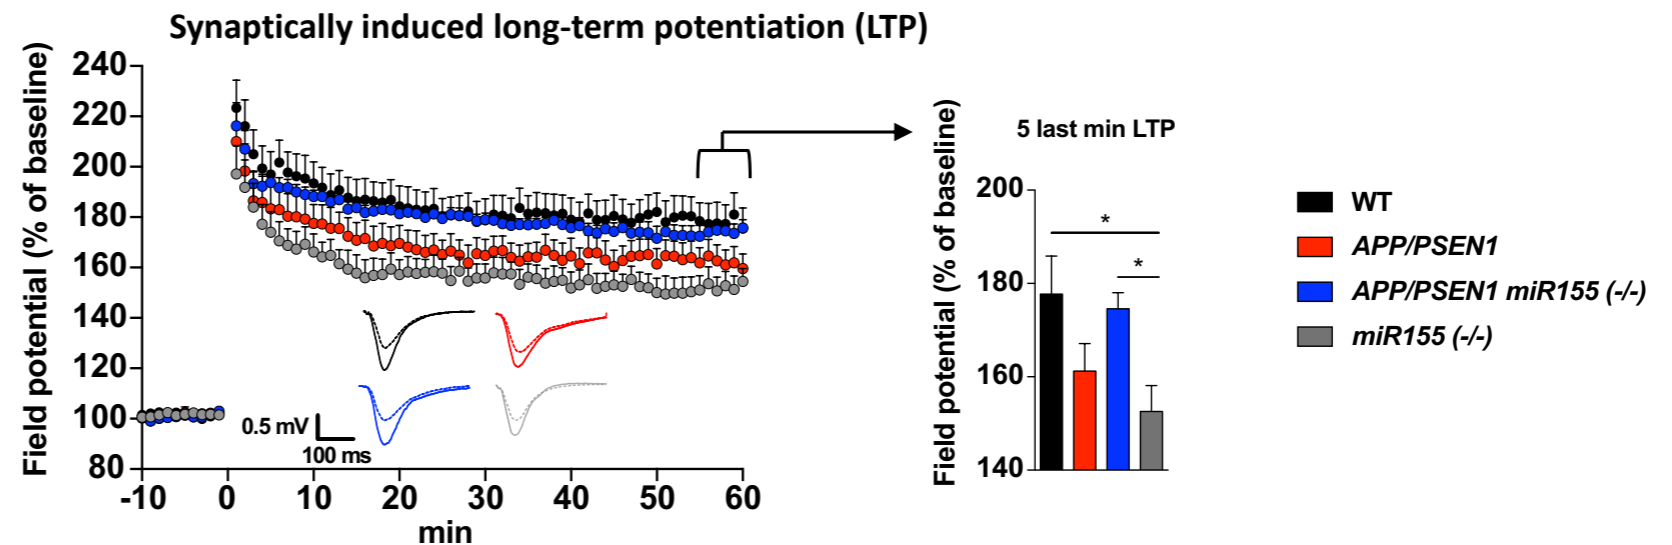 Synaptically induced long-term potentiation (LTP)
Field potential (% of baseline)
240
220
200
180
160
140
120
100
80
-10 0 10 20 30 40 50 60
min
0.5 mV
100 ms
5 last min LTP
Field potential (% of baseline)
200
180
160
140
*
*
WT
APP/PSEN1
APP/PSEN1 miR155 (-/-)
miR155 (-/-)